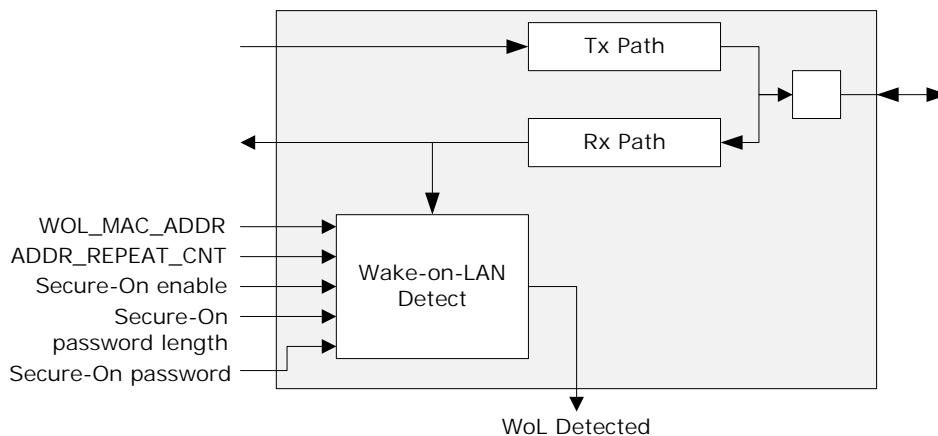 Tx Path
Rx Path
WOL_MAC_ADDR
ADDR_REPEAT_CNT
Secure-On enable
Secure-On
password length
Secure-On password
Wake-on-LAN
Detect
WoL Detected